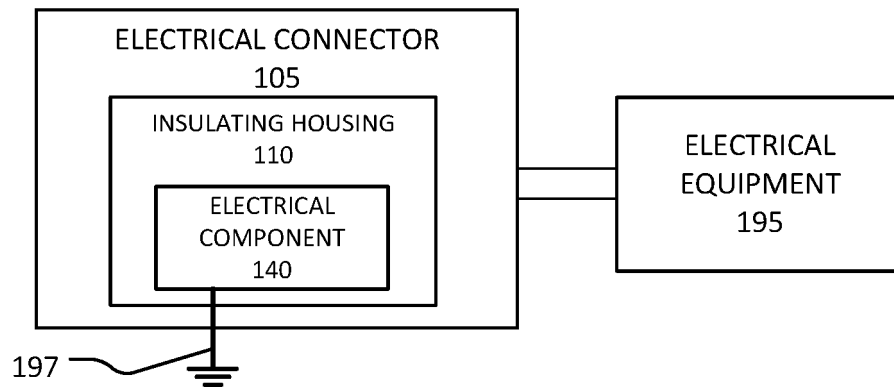 ELECTRICAL CONNECTOR
105
INSULATING HOUSING
110
ELECTRICAL
COMPONENT
140
ELECTRICAL
EQUIPMENT
195
197